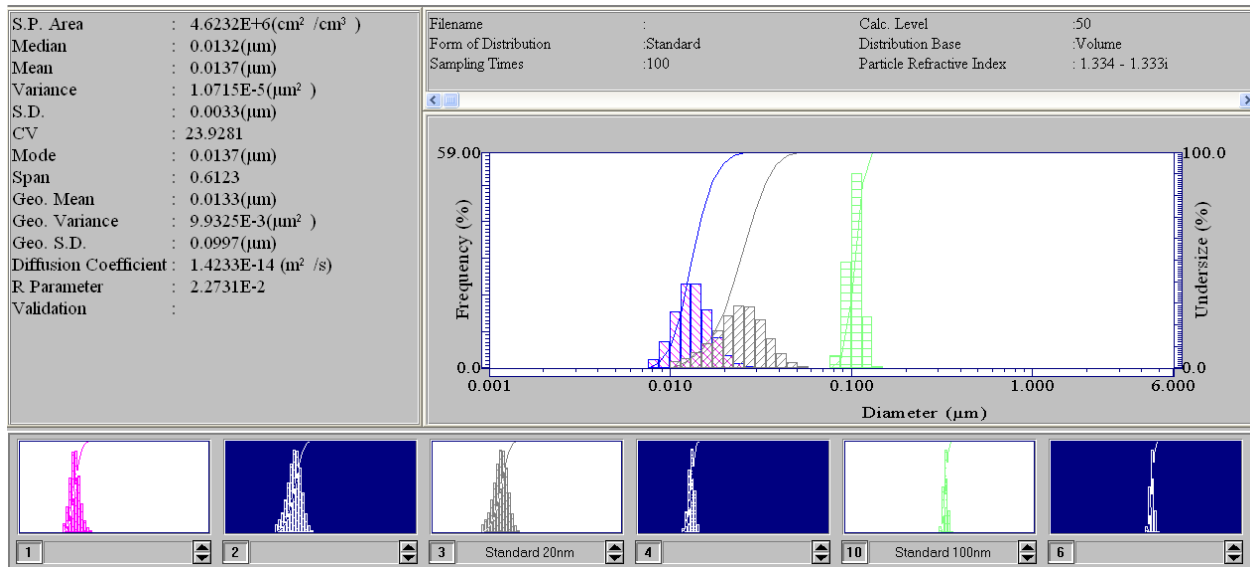 S.P. Area : 4.6232E+6(cm² /cm³ )
Median : 0.0132(µm)
Mean : 0.0137(µm)
Variance : 1.0715E-5(µm² )
S.D. : 0.0033(µm)
CV : 23.9281
Mode : 0.0137(µm)
Span : 0.6123
Geo. Mean : 0.0133(µm)
Geo. Variance : 9.9325E-3(µm² )
Geo. S.D. : 0.0997(µm)
Diffusion Coefficient : 1.4233E-14 (m² /s)
R Parameter : 2.2731E-2
Validation :
Filename : Calc. Level :50
Form of Distribution :Standard Distribution Base :Volume
Sampling Times :100 Particle Refractive Index : 1.334 - 1.333i
59.00 100.0
Frequency (%)
Undersize (%)
0.0 0.0
0.001 0.010 0.100 1.000 6.000
Diameter (µm)
1 2 3 Standard 20nm 4 10 Standard 100nm 6